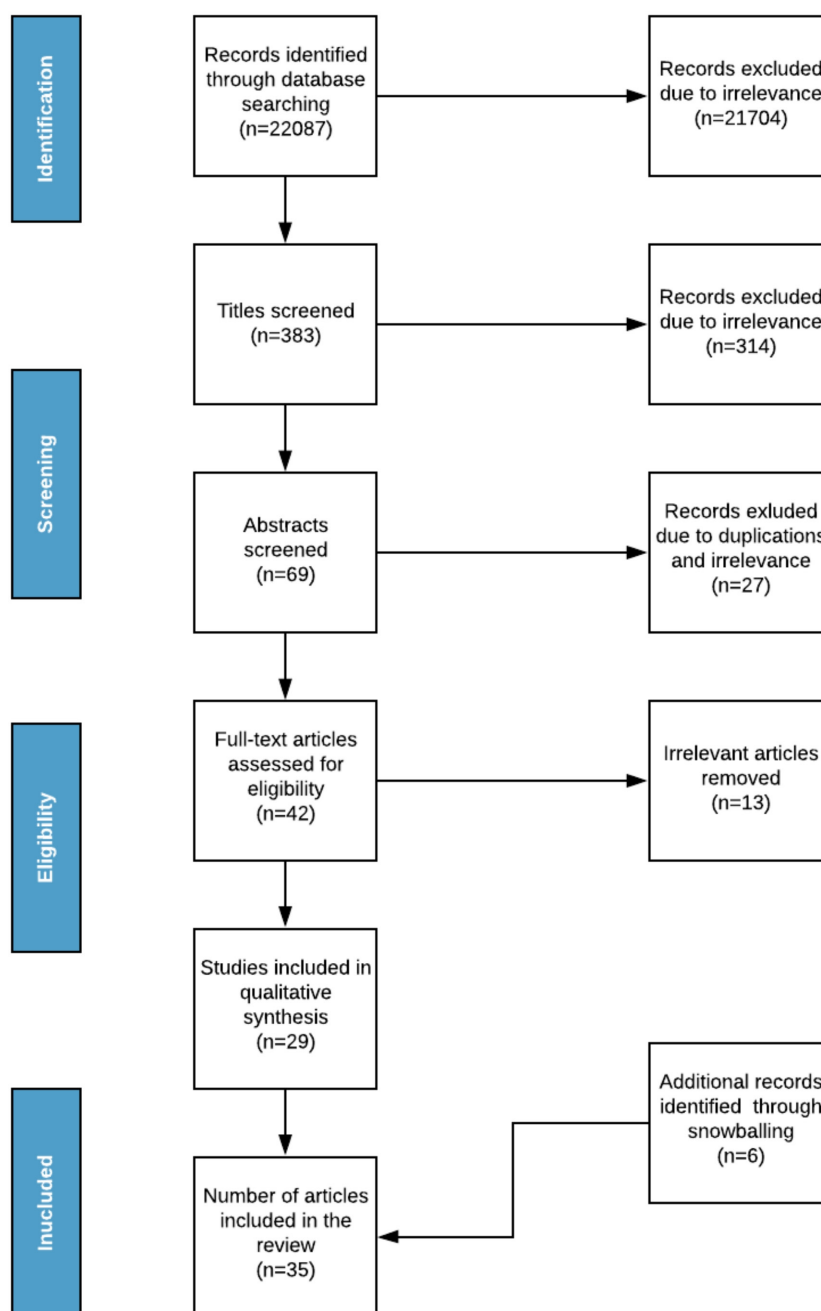 Identification
Records identified
through database
searching
(n=22087)
Records excluded
due to irrelevance
(n=21704)
Titles screened
(n=383)
Records excluded
due to irrelevance
(n=314)
Screening
Abstracts
screened
(n=69)
Records exluded
due to duplications
and irrelevance
(n=27)
Eligibility
Full-text articles
assessed for
eligibility
(n=42)
Irrelevant articles
removed
(n=13)
Studies included in
qualitative
synthesis
(n=29)
Additional records
identified through
snowballing
(n=6)
Inucluded
Number of articles
included in the
review
(n=35)